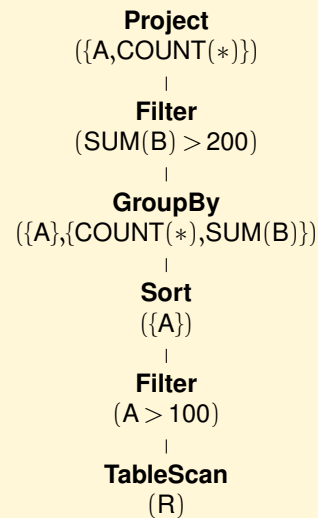 Project
({A,COUNT(∗)})
Filter
(SUM(B) > 200)
GroupBy
({A},{COUNT(∗),SUM(B)})
Sort
({A})
Filter
(A > 100)
TableScan
(R)